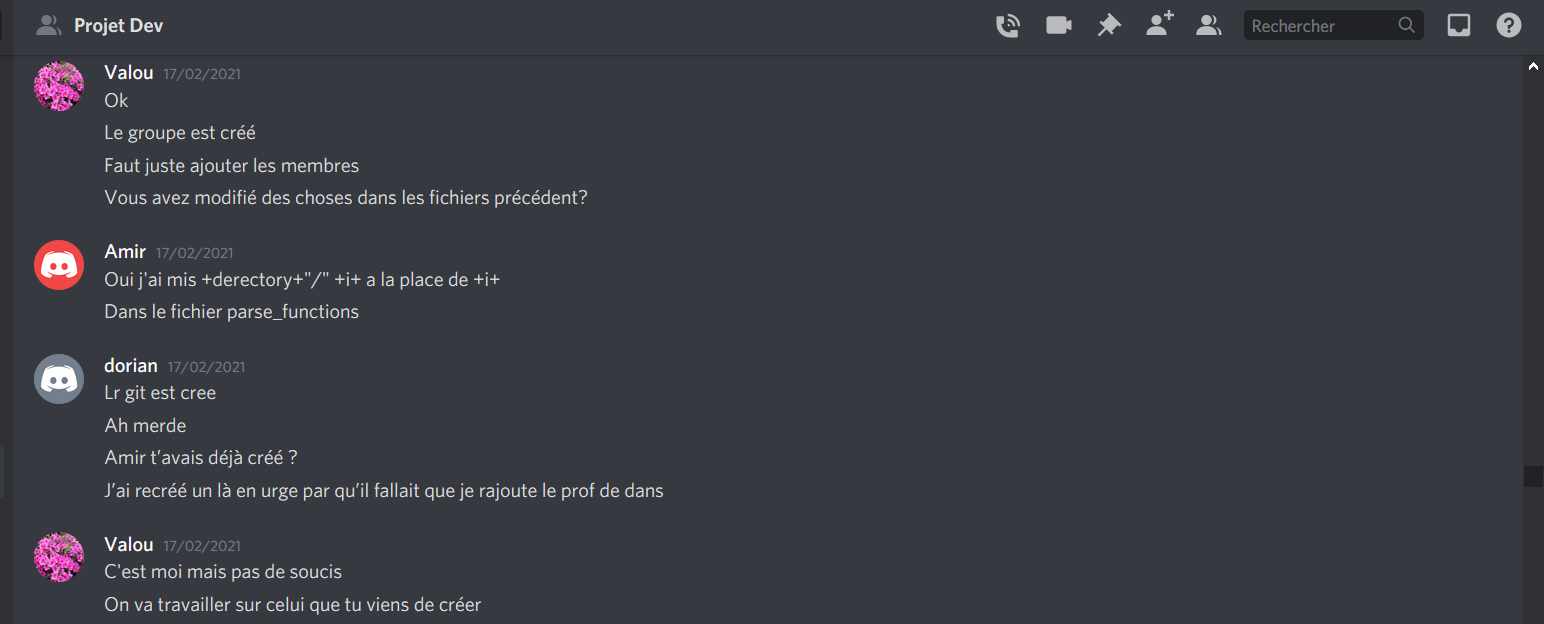 Projet Dev
Rechercher
Valou 17/02/2021
Ok
Le groupe est créé
Faut juste ajouter les membres
Vous avez modifié des choses dans les fichiers précédent?
Amir 17/02/2021
Oui j'ai mis +derectory+"/" +i+ a la place de +i+
Dans le fichier parse_functions
dorian 17/02/2021
Lr git est cree
Ah merde
Amir t’avais déjà créé ?
J’ai recréé un là en urge par qu’il fallait que je rajoute le prof de dans
Valou 17/02/2021
C'est moi mais pas de soucis
On va travailler sur celui que tu viens de créer